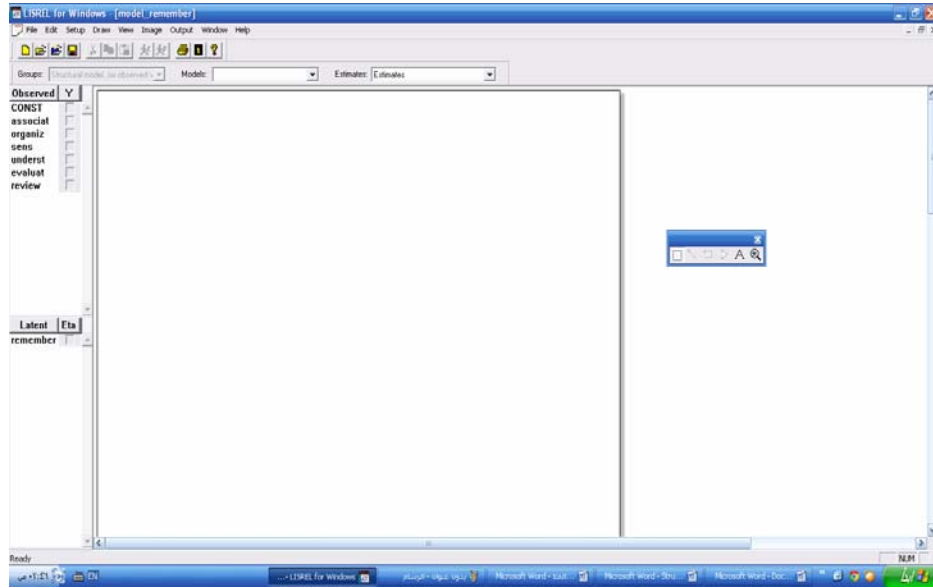 LISREL for Windows - [model_remember]
File Edit Setup Draw View Image Output Window Help
Groups: Models: Estimates: Estimates
Observed Y
CONST
associat
organiz
sens
underst
evaluat
review
Latent Eta
remember
A
Ready NUM
EN ...- LISREL for Windows Microsoft Word - Microsoft Word - Stru... Microsoft Word - Doc...